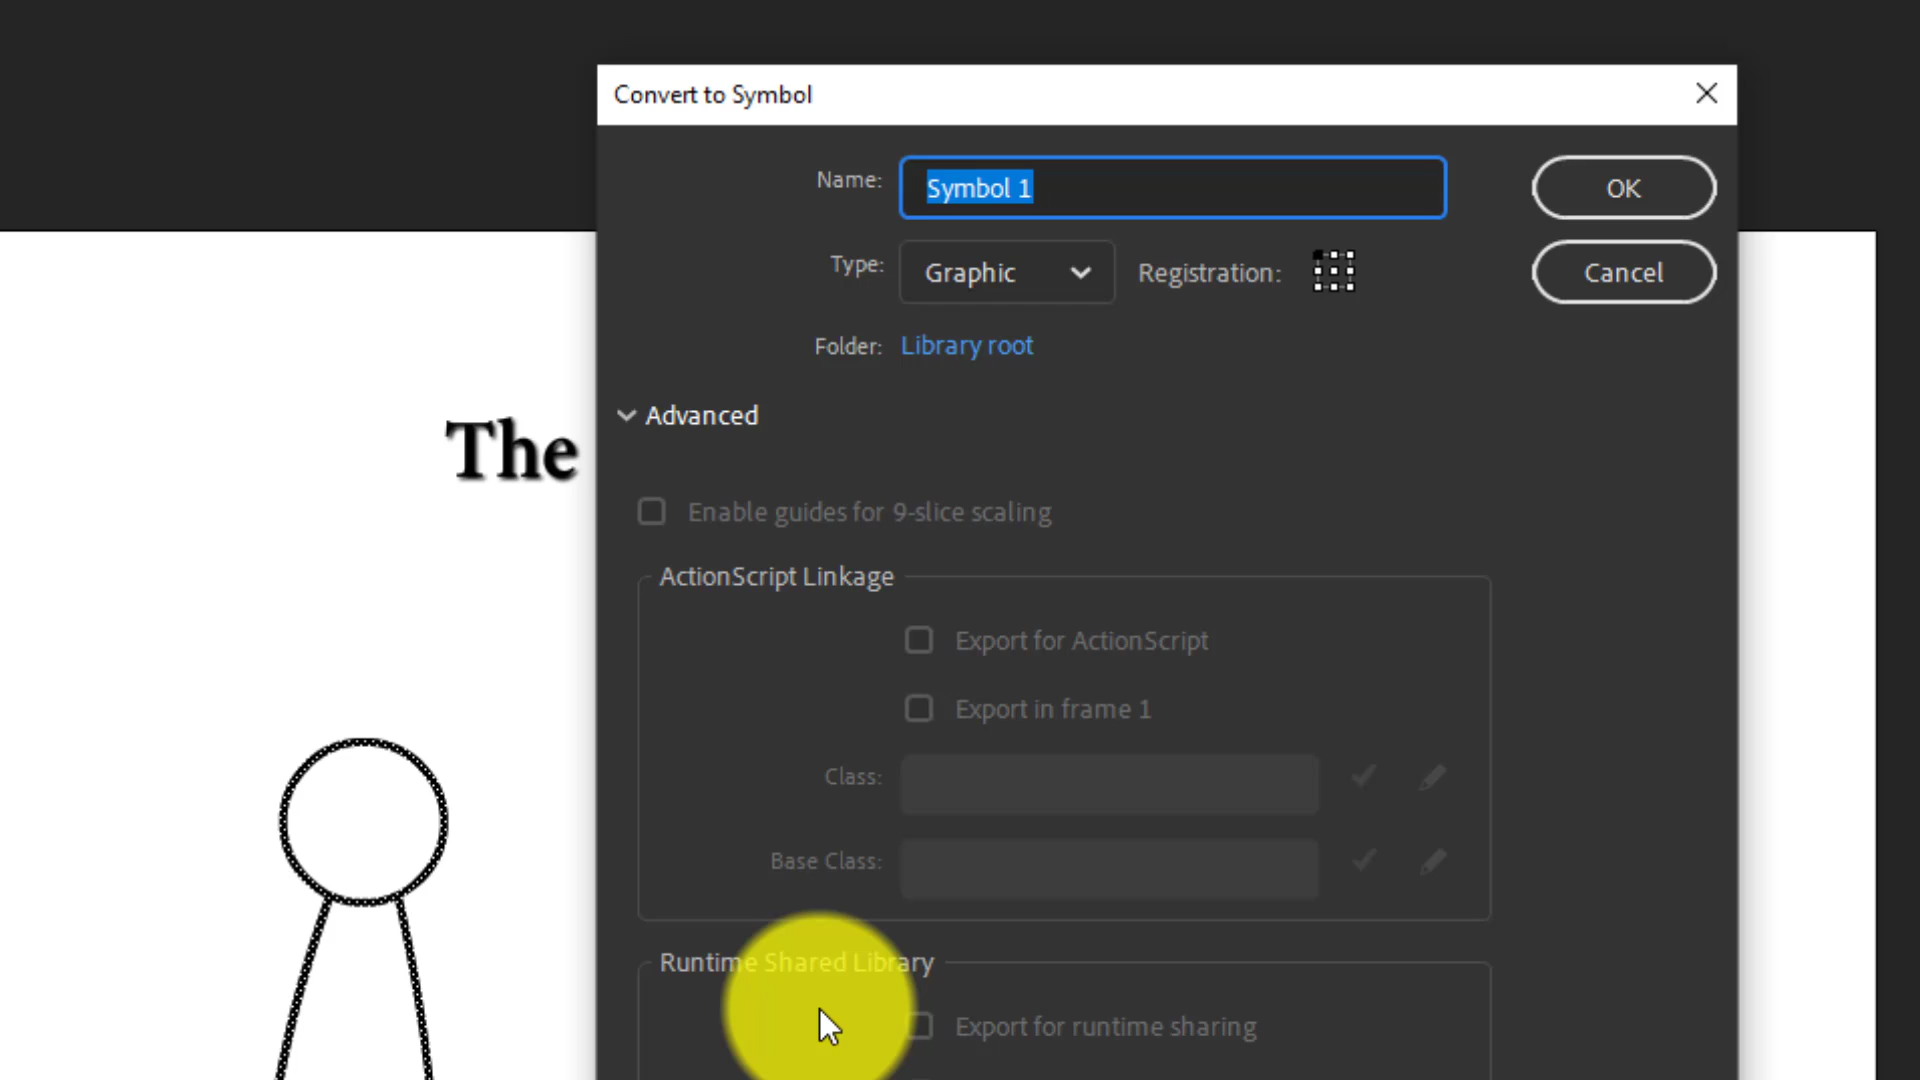 Convert to Symbol
Name: Symbol 1 OK
Type: Graphic Registration: Cancel
Folder: Library root
Advanced
The
Enable guides for 9-slice scaling
ActionScript Linkage
Export for ActionScript
Export in frame 1
Class:
Base Class:
Runtime Shared Library
Export for runtime sharing